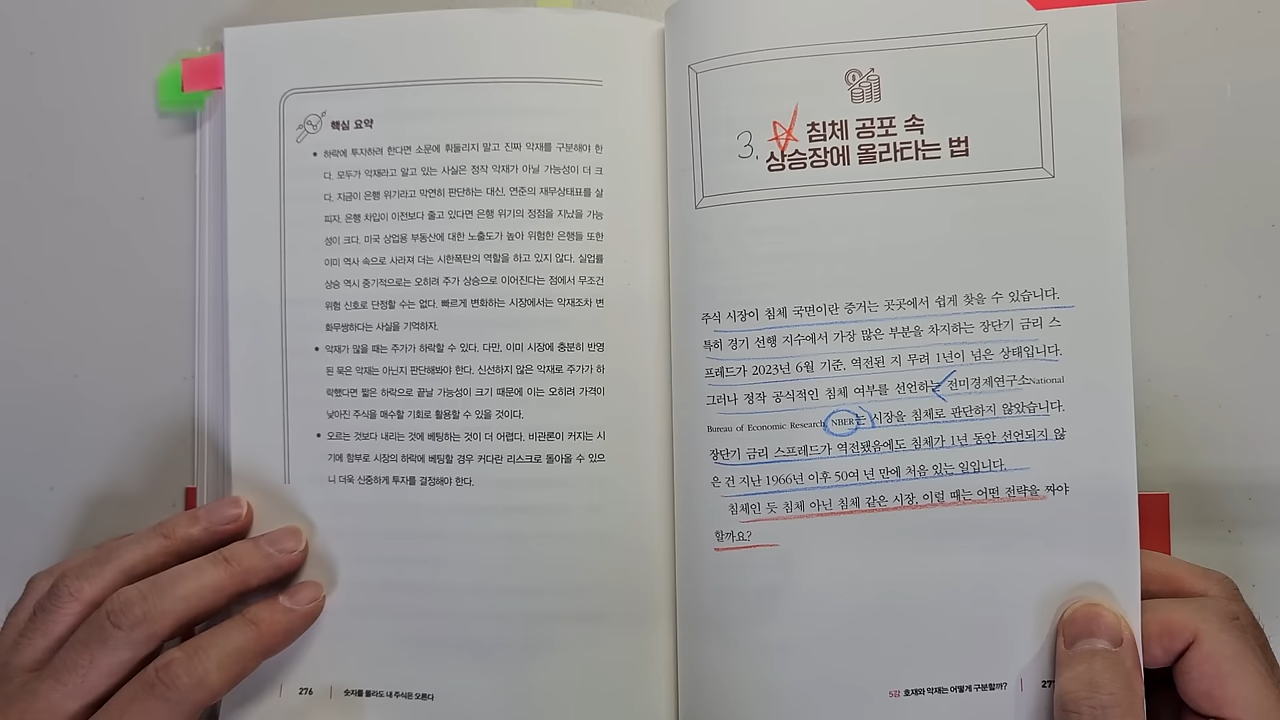 핵심 요약
• 하락에 투자하려 한다면 소문에 휘둘리지 말고 진짜 악재를 구분해야 한
다. 모두가 악재라고 알고 있는 사실은 정작 악재가 아닐 가능성이 더 크
다. 지금이 은행 위기라고 막연히 판단하는 대신, 연준의 재무상태표를 살
피자. 은행 차입이 이전보다 줄고 있다면 은행 위기의 정점을 지났을 가능
성이 크다. 미국 상업용 부동산에 대한 노출도가 높아 위험한 은행들 또한
이미 역사 속으로 사라져 더는 시한폭탄의 역할을 하고 있지 않다. 실업률
상승 역시 중기적으로는 오히려 주가 상승으로 이어진다는 점에서 무조건
위험 신호로 단정할 수는 없다. 빠르게 변화하는 시장에서는 악재조차 변
화무쌍하다는 사실을 기억하자.
• 악재가 많을 때는 주가가 하락할 수 있다. 다만, 이미 시장에 충분히 반영
된 묵은 악재는 아닌지 판단해봐야 한다. 신선하지 않은 악재로 주가가 하
락했다면 짧은 하락으로 끝날 가능성이 크기 때문에 이는 오히려 가격이
낮아진 주식을 매수할 기회로 활용할 수 있을 것이다.
• 오르는 것보다 내리는 것에 베팅하는 것이 더 어렵다. 비관론이 커지는 시
기에 함부로 시장의 하락에 베팅할 경우 커다란 리스크로 돌아올 수 있으
니 더욱 신중하게 투자를 결정해야 한다.
276 숫자를 몰라도 내 주식은 오른다
3. 침체 공포 속
상승장에 올라타는 법
주식 시장이 침체 국면이란 증거는 곳곳에서 쉽게 찾을 수 있습니다.
특히 경기 선행 지수에서 가장 많은 부분을 차지하는 장단기 금리 스
프레드가 2023년 6월 기준, 역전된 지 무려 1년이 넘은 상태입니다.
그러나 정작 공식적인 침체 여부를 선언하는 전미경제연구소National
Bureau of Economic Research, NBER는 시장을 침체로 판단하지 않았습니다.
장단기 금리 스프레드가 역전됐음에도 침체가 1년 동안 선언되지 않
은 건 지난 1966년 이후 50여 년 만에 처음 있는 일입니다.
침체인 듯 침체 아닌 침체 같은 시장, 이럴 때는 어떤 전략을 짜야
할까요?
5강 호재와 악재는 어떻게 구분할까?